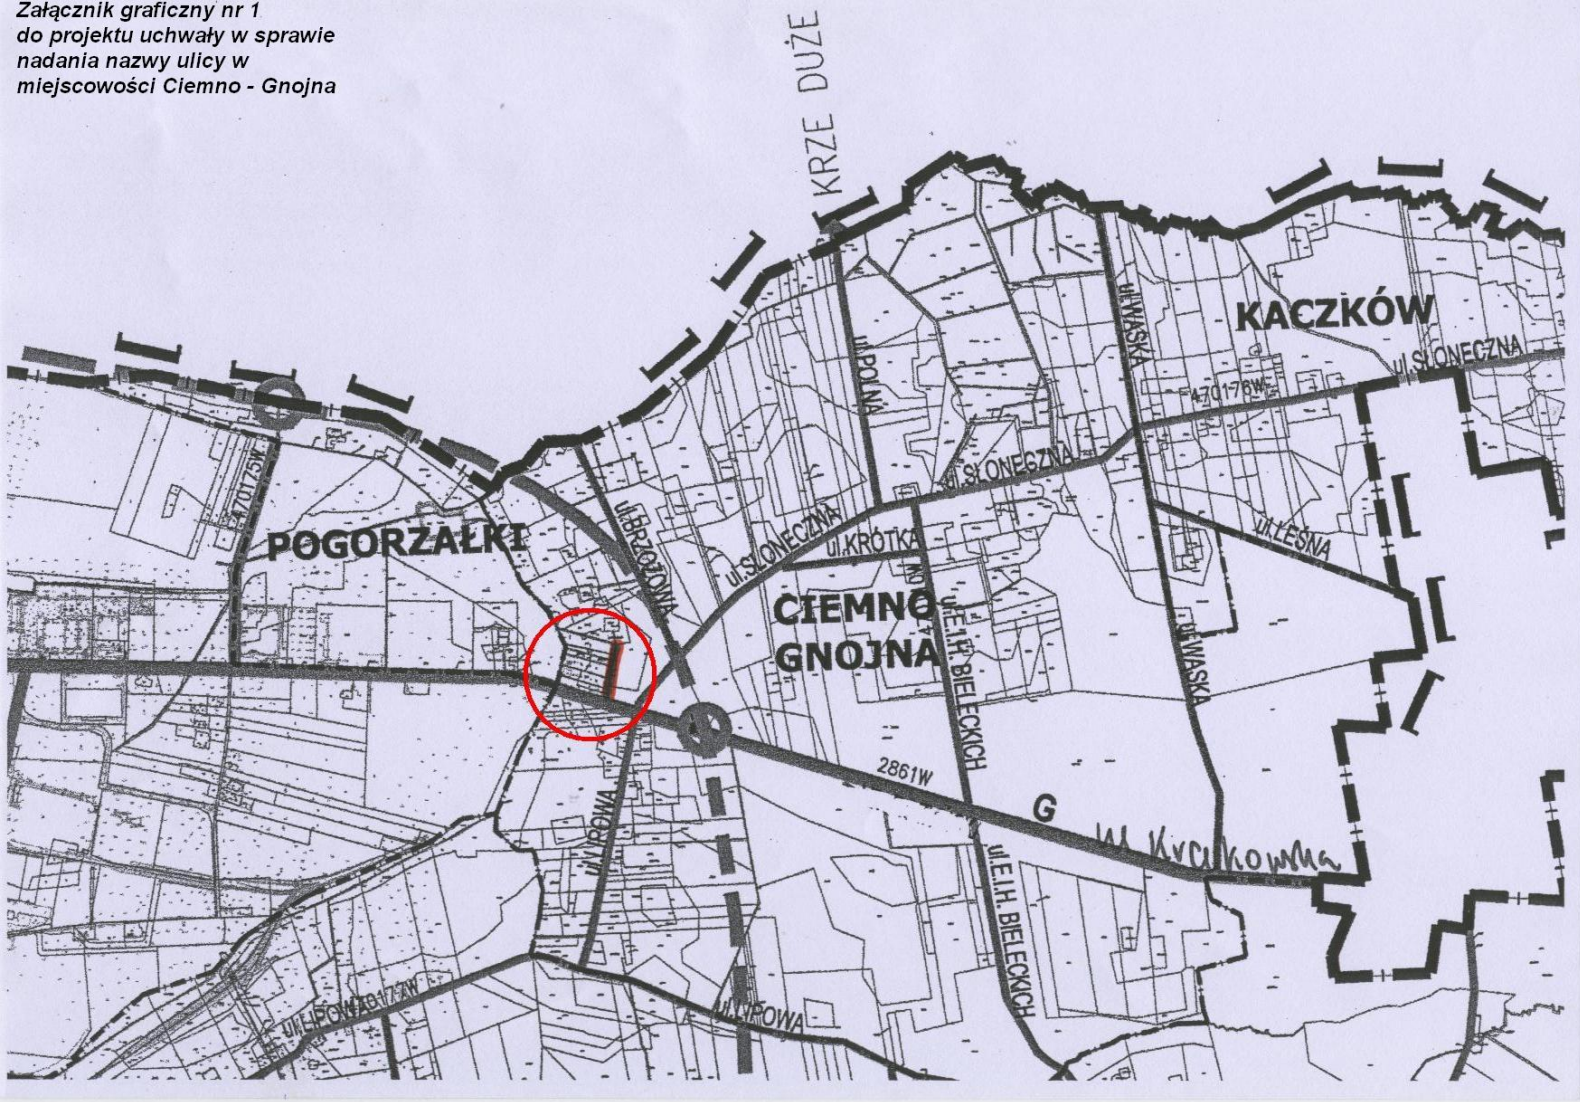 Załącznik graficzny nr 1
do projektu uchwały w sprawie
nadania nazwy ulicy w
miejscowości Ciemno - Gnojna
KRZE DUŻE
KACZKÓW
ul.SŁONECZNA
470176W
ul.WĄSKA
ul.POLNA
ul.SŁONECZNA
470175W
POGORZAŁKI
ul.BRZOZOWA
ul.SŁONECZNA
ul.KRÓTKA
ul.LEŚNA
CIEMNO
GNOJNA
ul.E.I.H. BIELECKICH
ul.WĄSKA
2861W
G
ul. Krakowska
ul.LIPOWA
ul.E.I.H. BIELECKICH
ul.LIPOWA
470177W
ul.LIPOWA